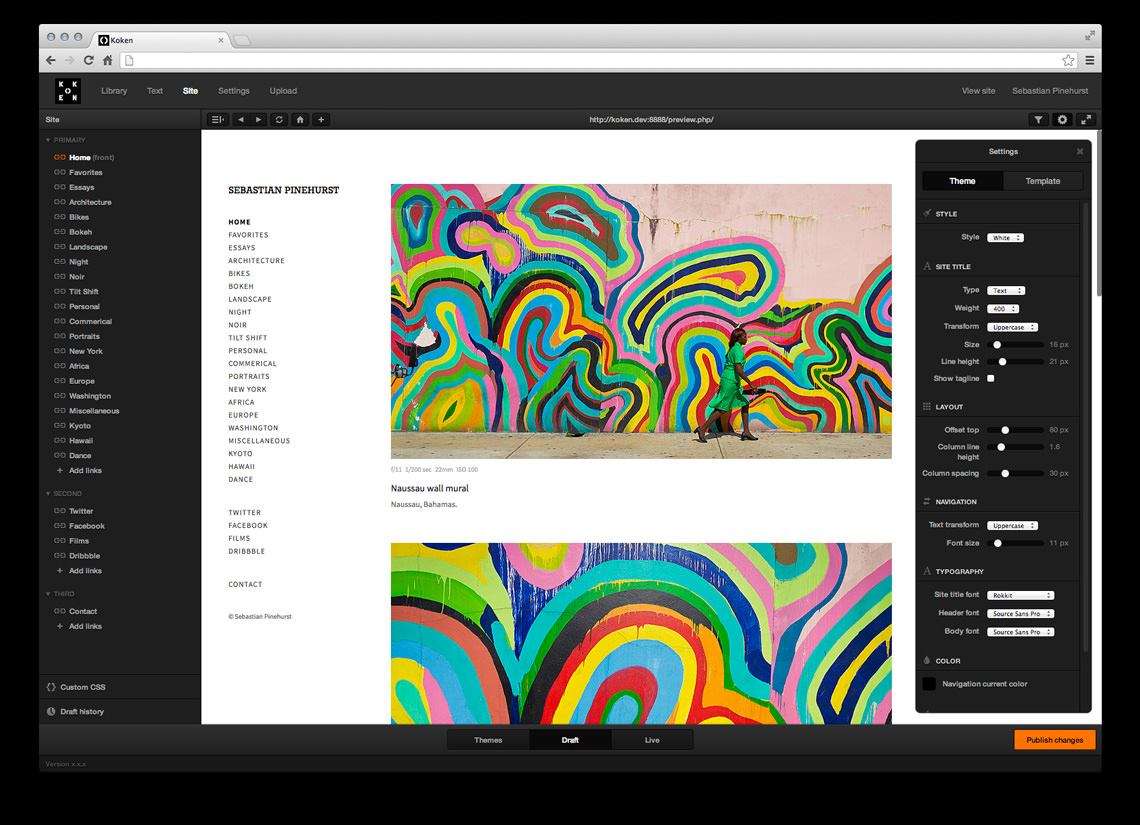 Koken
K K
O
E N
Library Text Site Settings Upload
View site Sebastian Pinehurst
Site
http://koken.dev:8888/preview.php/
PRIMARY
Home (front)
Favorites
Essays
Architecture
Bikes
Bokeh
Landscape
Night
Noir
Tilt Shift
Personal
Commerical
Portraits
New York
Africa
Europe
Washington
Miscellaneous
Kyoto
Hawaii
Dance
+ Add links
SECOND
Twitter
Facebook
Films
Dribbble
+ Add links
THIRD
Contact
+ Add links
Custom CSS
Draft history
SEBASTIAN PINEHURST
HOME
FAVORITES
ESSAYS
ARCHITECTURE
BIKES
BOKEH
LANDSCAPE
NIGHT
NOIR
TILT SHIFT
PERSONAL
COMMERICAL
PORTRAITS
NEW YORK
AFRICA
EUROPE
WASHINGTON
MISCELLANEOUS
KYOTO
HAWAII
DANCE
TWITTER
FACEBOOK
FILMS
DRIBBBLE
CONTACT
© Sebastian Pinehurst
f/11 1/200 sec 22mm ISO 100
Naussau wall mural
Naussau, Bahamas.
Settings
Theme Template
STYLE
Style White
SITE TITLE
Type Text
Weight 400
Transform Uppercase
Size 16 px
Line height 21 px
Show tagline
LAYOUT
Offset top 80 px
Column line 1.6
height
Column spacing 30 px
NAVIGATION
Text transform Uppercase
Font size 11 px
TYPOGRAPHY
Site title font Rokkit
Header font Source Sans Pro
Body font Source Sans Pro
COLOR
Navigation current color
Themes Draft Live
Publish changes
Version x.x.x